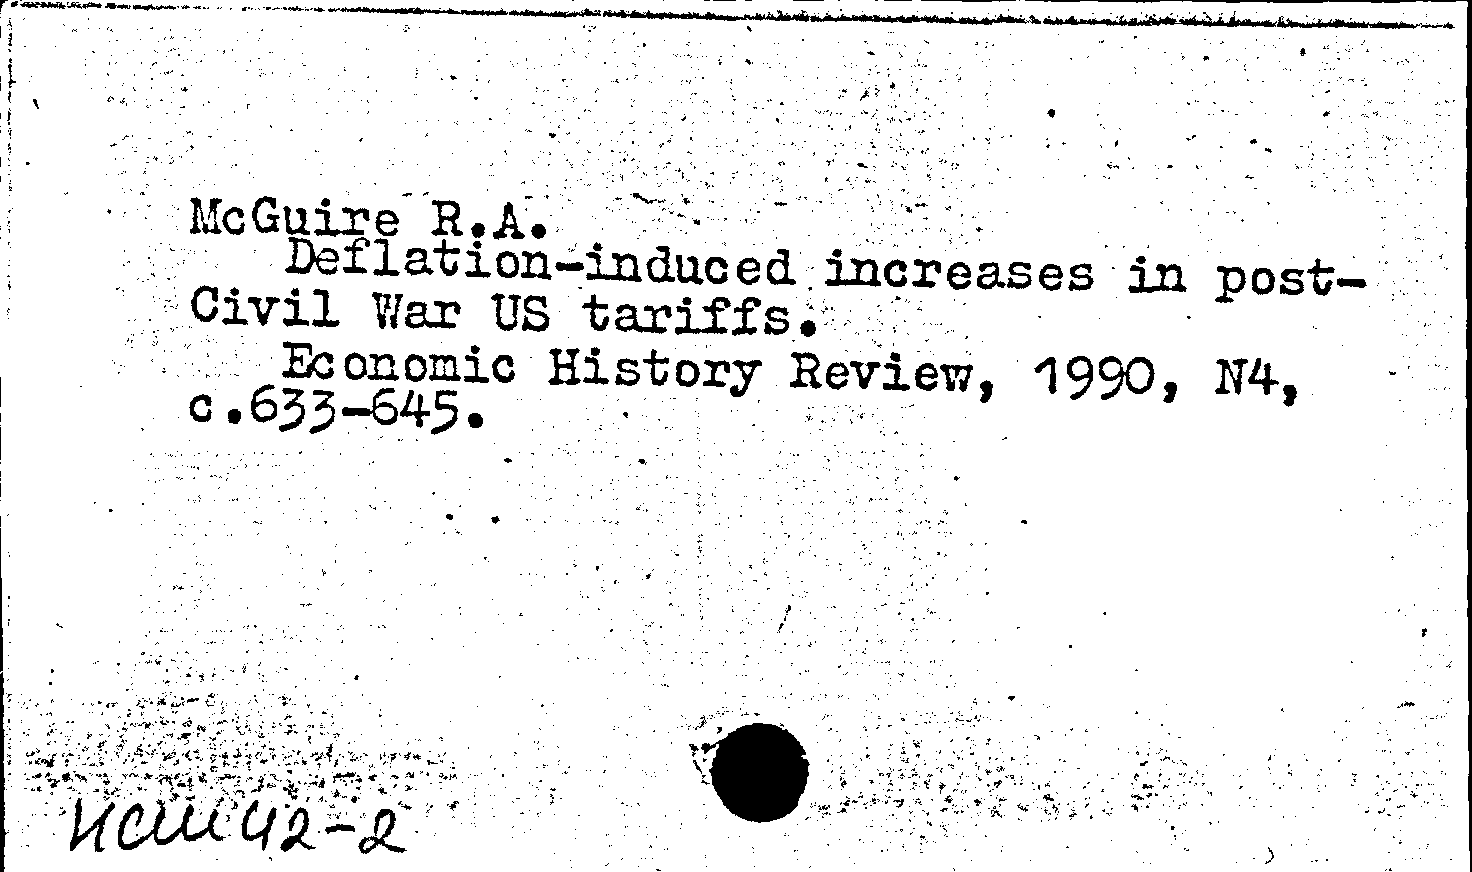 McGuire R.A.
Deflation-induced increases in post-
Civil War US tariffs.
Economic History Review, 1990, N4,
c.633-645.
ИСШ 42-2